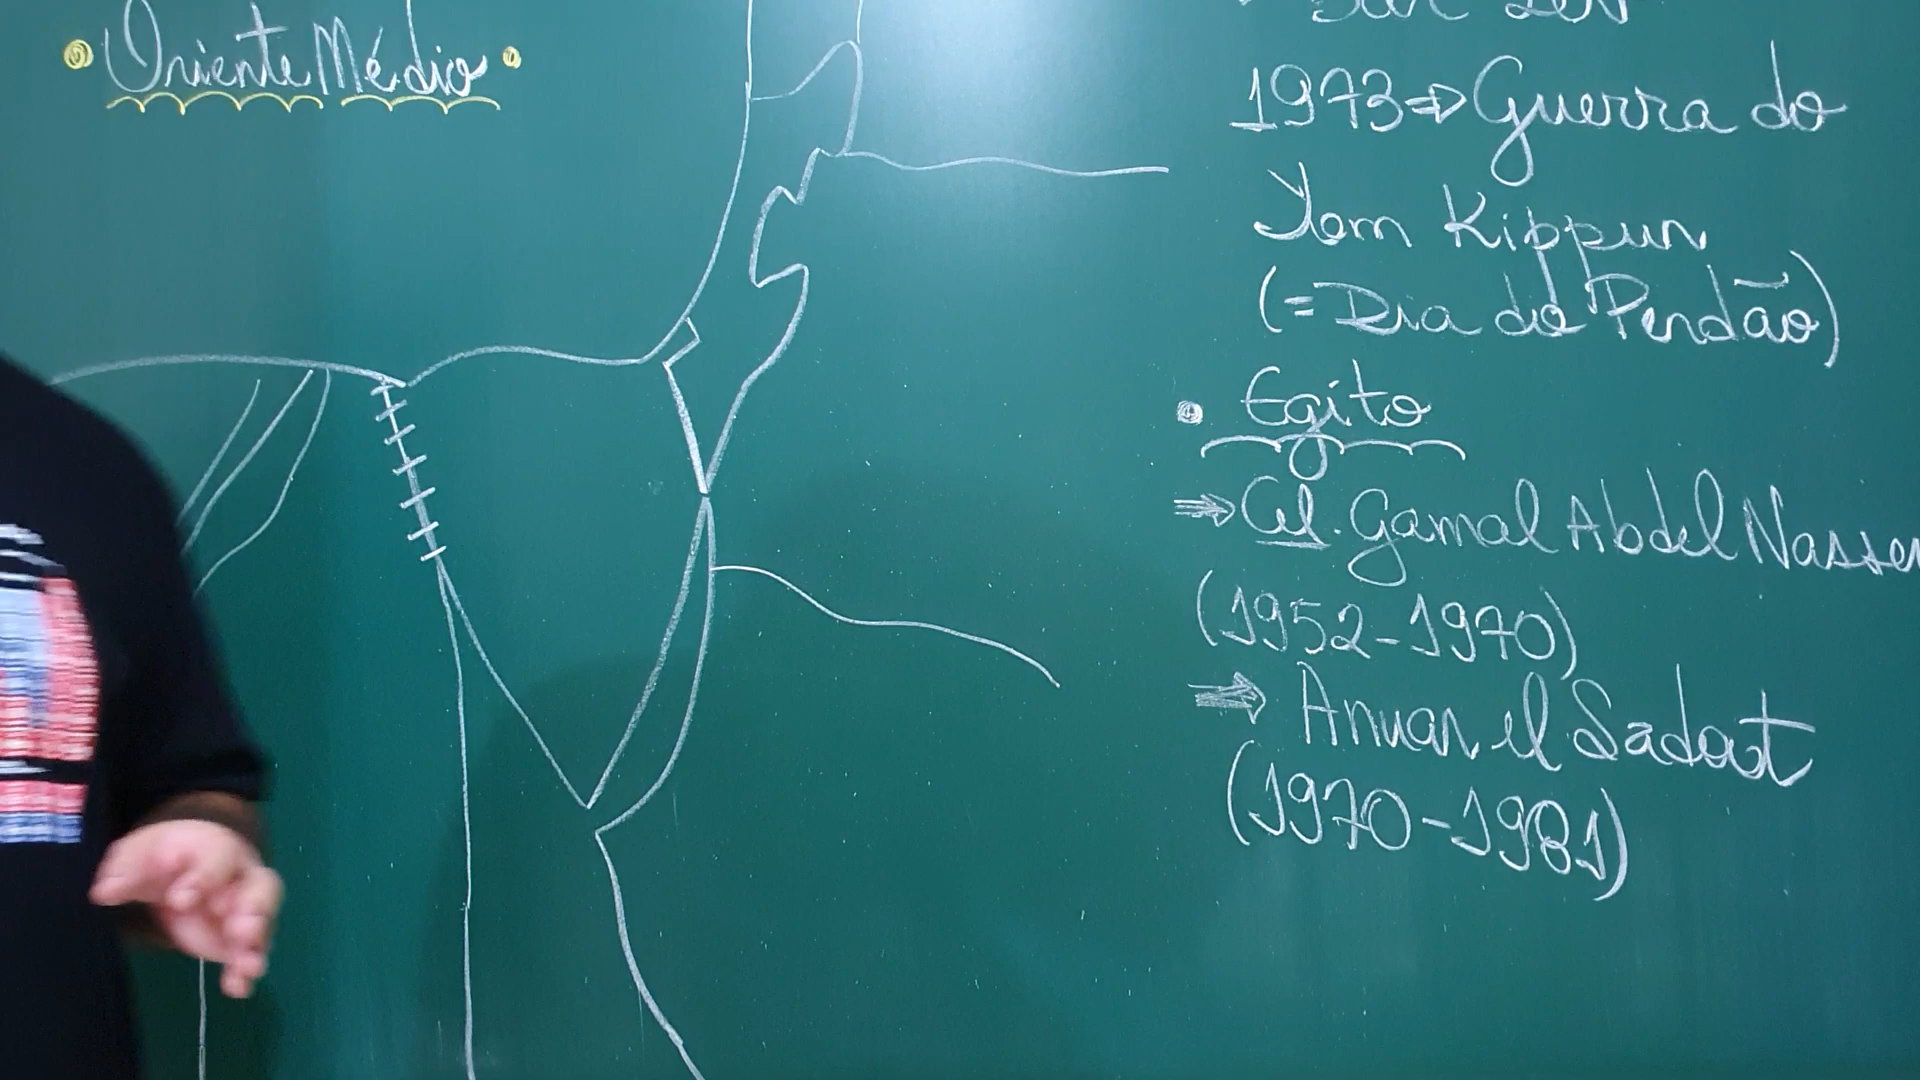 Oriente Médio
1973 ⇒ Guerra do
Yom Kippur
(= Dia do Perdão)
• Egito
⇒ Cel. Gamal Abdel Nasser
(1952-1970)
⇒ Anuar el Sadat
(1970-1981)